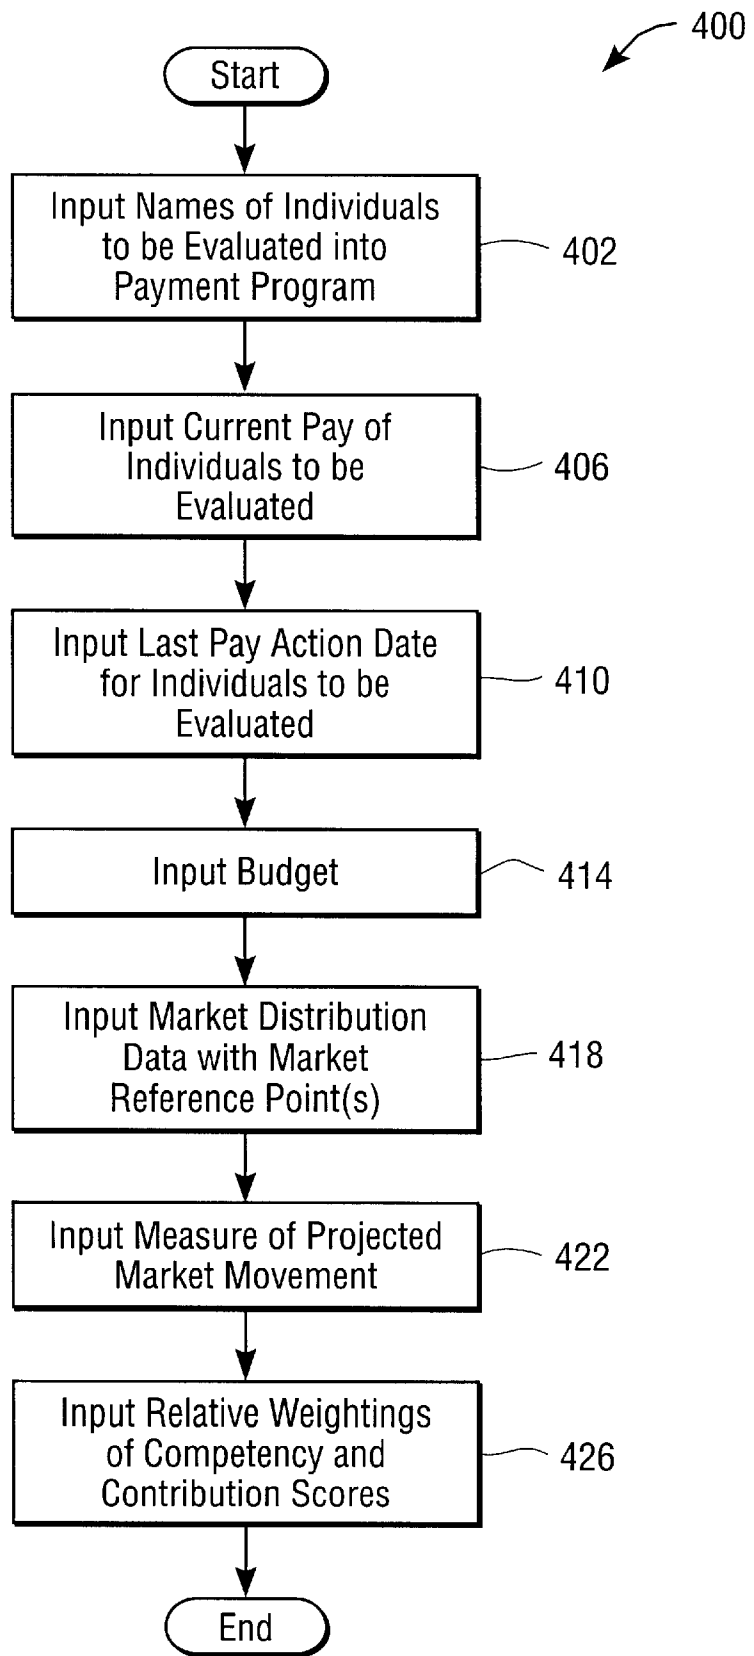 400
Start
Input Names of Individuals
to be Evaluated into
Payment Program
402
Input Current Pay of
Individuals to be
Evaluated
406
Input Last Pay Action Date
for Individuals to be
Evaluated
410
Input Budget
414
Input Market Distribution
Data with Market
Reference Point(s)
418
Input Measure of Projected
Market Movement
422
Input Relative Weightings
of Competency and
Contribution Scores
426
End